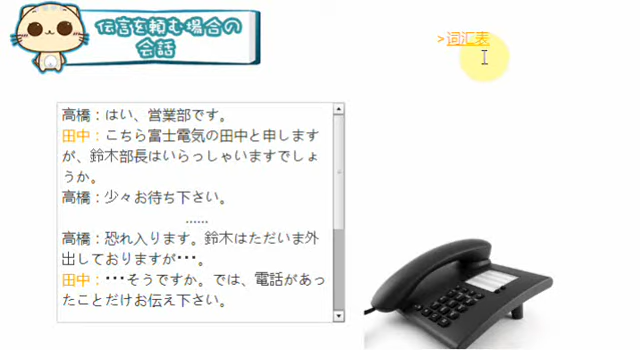 伝言を頼む場合の
会話
>词汇表
高橋：はい、営業部です。
田中：こちら富士電気の田中と申します
が、鈴木部長はいらっしゃいますでしょ
うか。
高橋：少々お待ち下さい。
……
高橋：恐れ入ります。鈴木はただいま外
出しておりますが・・・。
田中：・・・そうですか。では、電話があっ
たことだけお伝え下さい。